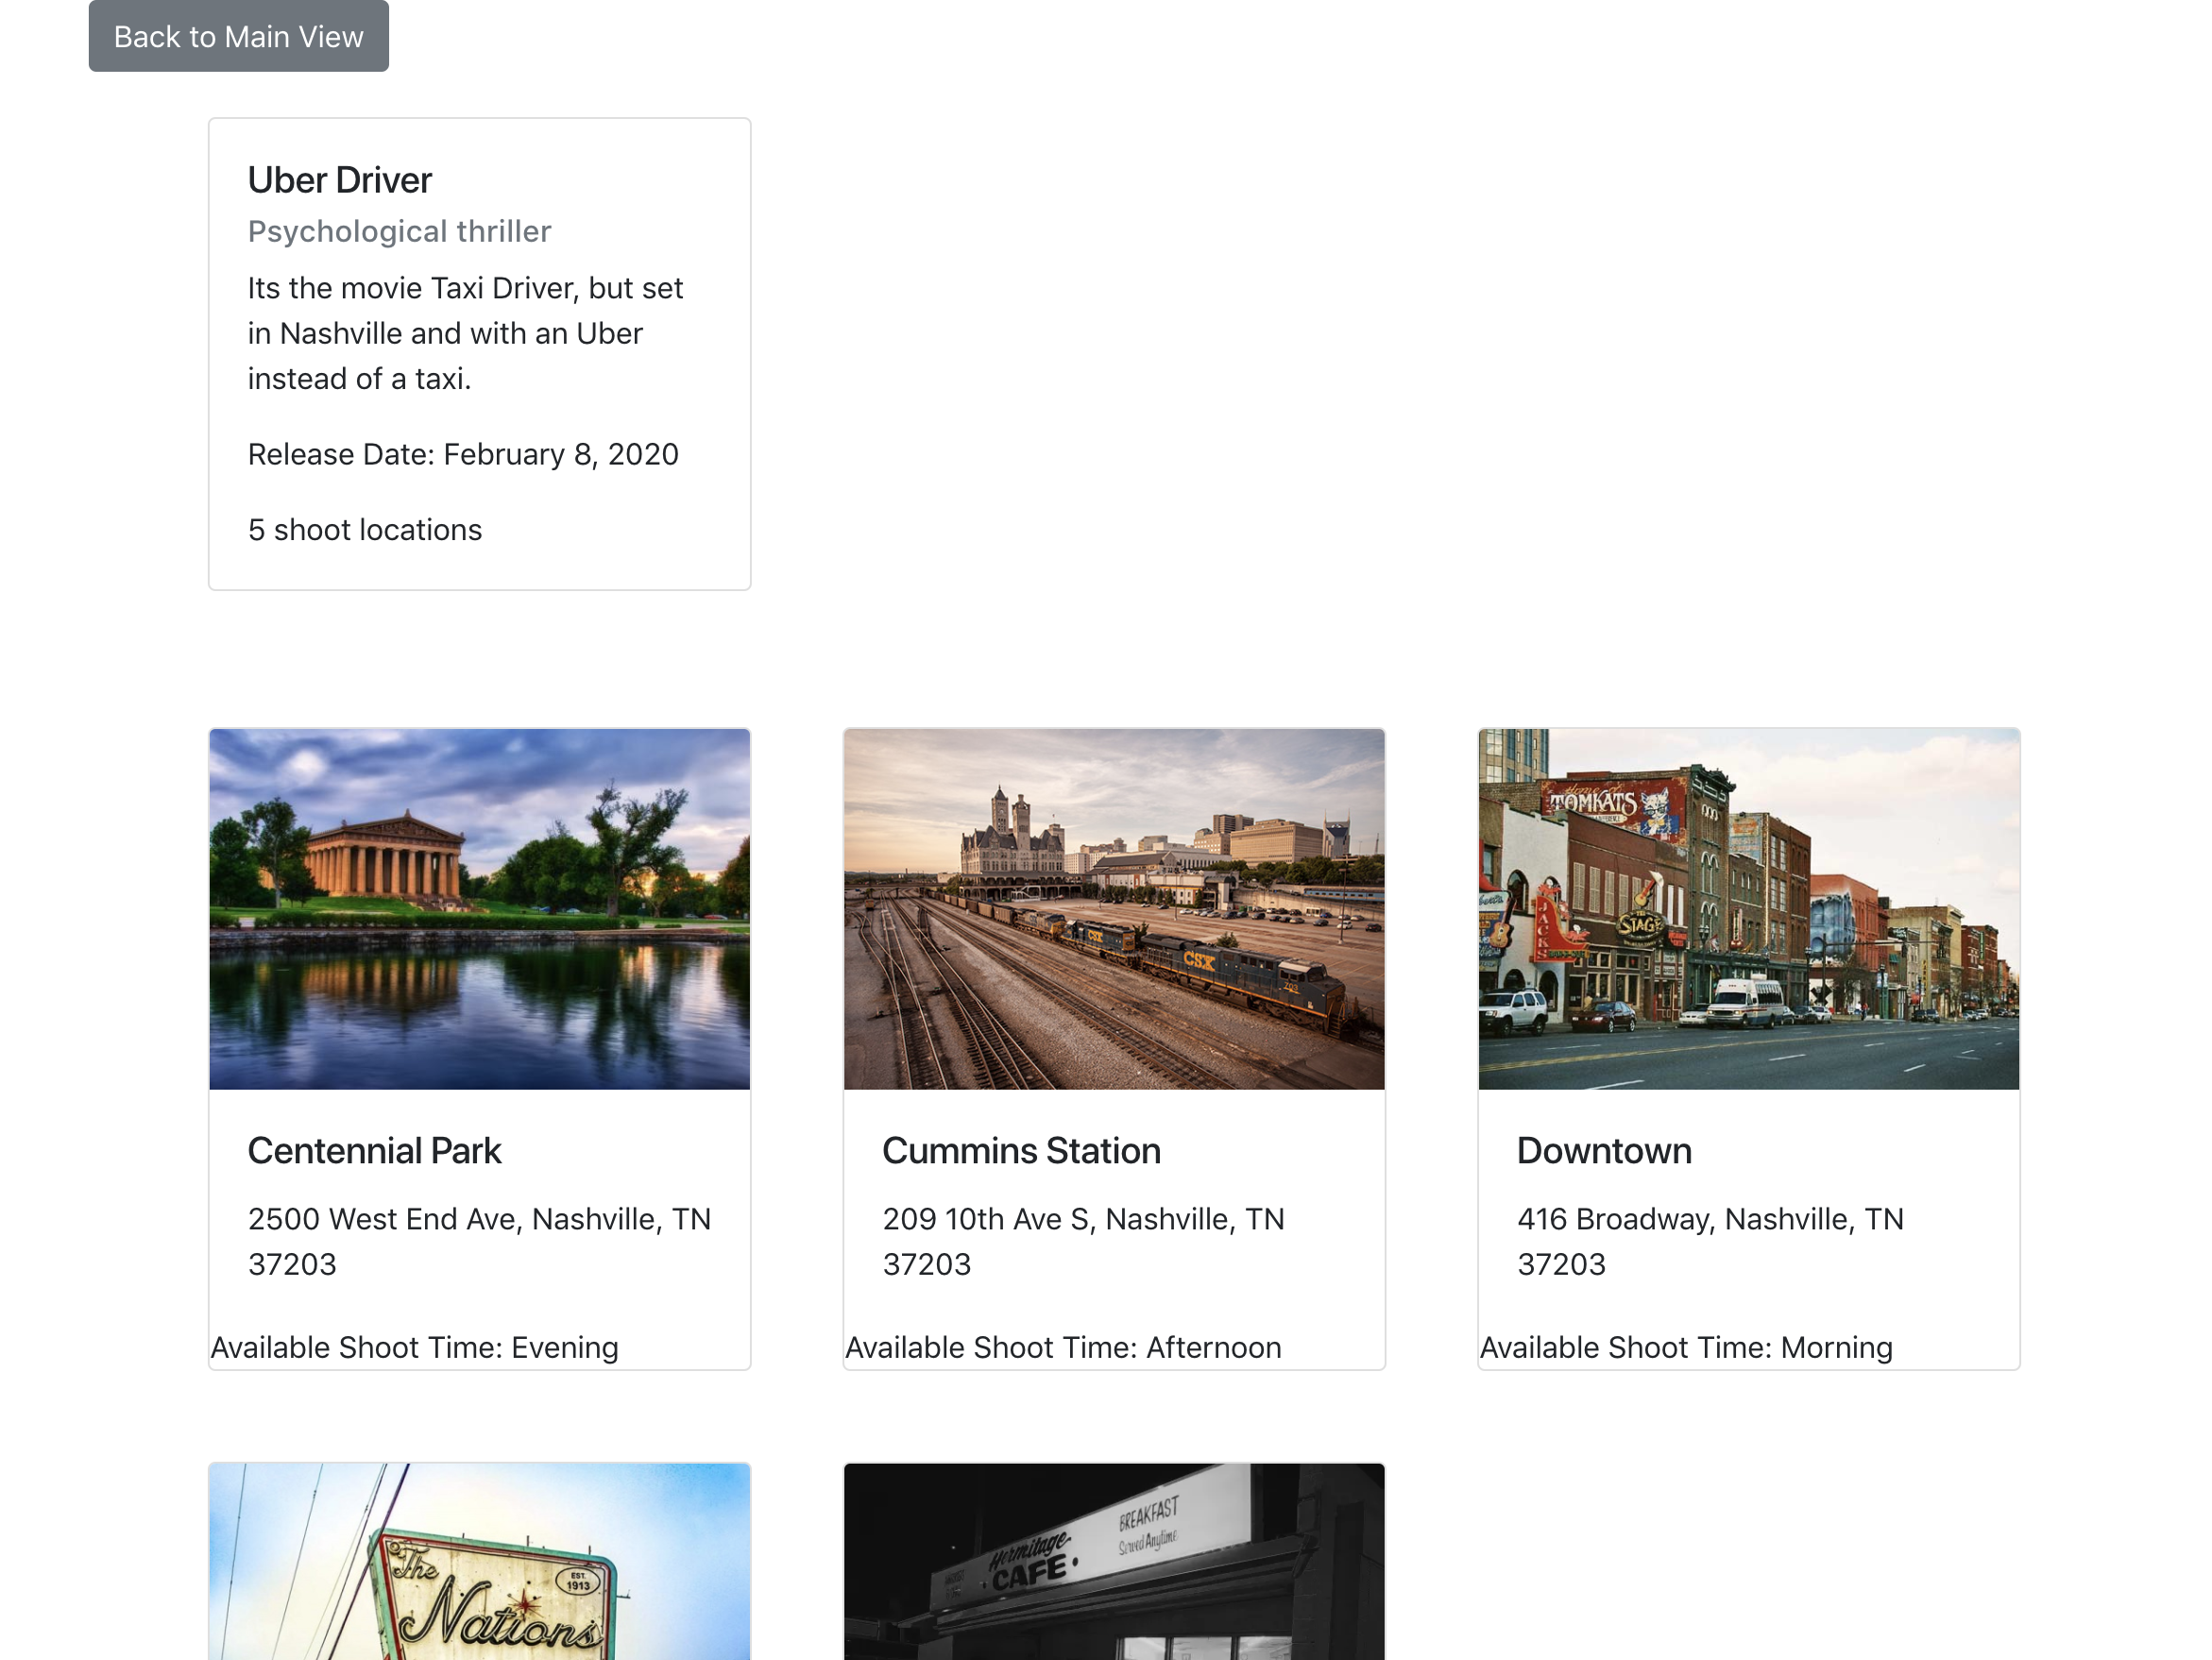 Back to Main View
Uber Driver
Psychological thriller
Its the movie Taxi Driver, but set
in Nashville and with an Uber
instead of a taxi.
Release Date: February 8, 2020
5 shoot locations
Home of
TOMKATS
JACK
STAGE
CSX
CSX
203
Centennial Park
2500 West End Ave, Nashville, TN
37203
Available Shoot Time: Evening
Cummins Station
209 10th Ave S, Nashville, TN
37203
Available Shoot Time: Afternoon
Downtown
416 Broadway, Nashville, TN
37203
Available Shoot Time: Morning
The
Nations
EST.
1913
Hermitage
CAFE
BREAKFAST
Served Anytime